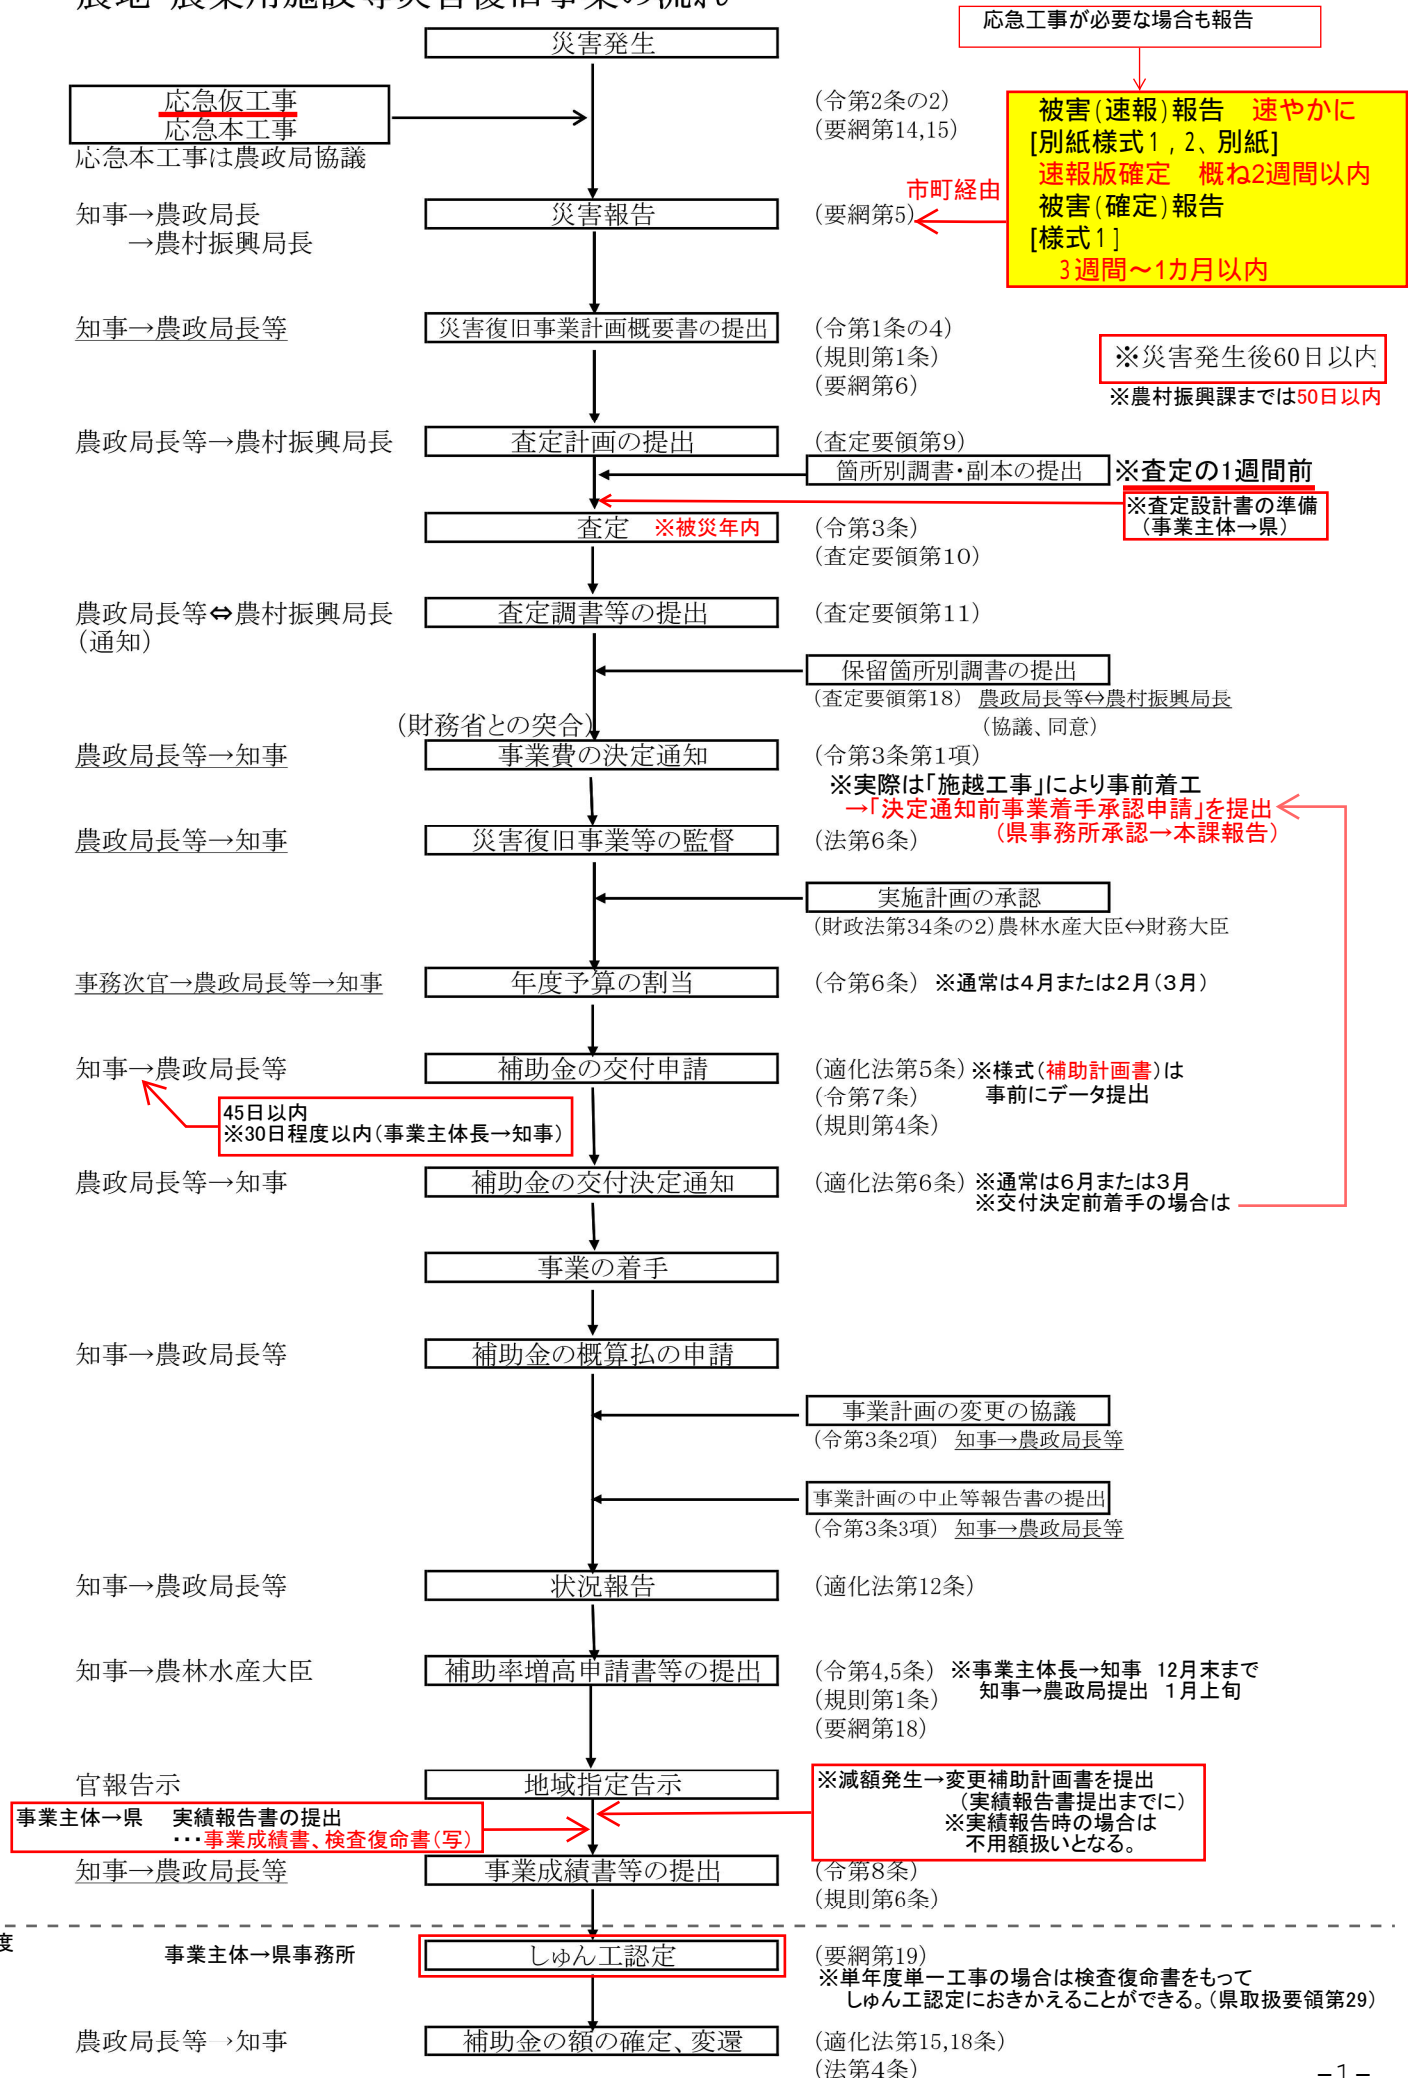 農地・農業用施設等災害復旧事業の流れ
応急工事が必要な場合も報告
災害発生
応急仮工事
応急本工事
応急本工事は農政局協議
(令第2条の2)
(要綱第14,15)
被害(速報)報告　速やかに
[別紙様式1，2、別紙]
速報版確定　概ね2週間以内
被害(確定)報告
[様式1]
3週間～1カ月以内
市町経由
知事→農政局長
→農村振興局長
災害報告
(要綱第5)
知事→農政局長等
災害復旧事業計画概要書の提出
(令第1条の4)
(規則第1条)
(要綱第6)
※災害発生後60日以内
※農村振興課までは50日以内
農政局長等→農村振興局長
査定計画の提出
(査定要領第9)
箇所別調書・副本の提出
※査定の1週間前
※査定設計書の準備
(事業主体→県)
査定　※被災年内
(令第3条)
(査定要領第10)
農政局長等⇔農村振興局長
(通知)
査定調書等の提出
(査定要領第11)
保留箇所別調書の提出
(査定要領第18)　農政局長等⇔農村振興局長
(協議、同意)
(財務省との突合)
農政局長等→知事
事業費の決定通知
(令第3条第1項)
※実際は「施越工事」により事前着工
→「決定通知前事業着手承認申請」を提出
(県事務所承認→本課報告)
農政局長等→知事
災害復旧事業等の監督
(法第6条)
実施計画の承認
(財政法第34条の2)農林水産大臣⇔財務大臣
事務次官→農政局長等→知事
年度予算の割当
(令第6条)　※通常は4月または2月(3月)
知事→農政局長等
補助金の交付申請
(適化法第5条)　※様式(補助計画書)は
事前にデータ提出
(令第7条)
(規則第4条)
45日以内
※30日程度以内(事業主体長→知事)
農政局長等→知事
補助金の交付決定通知
(適化法第6条)　※通常は6月または3月
※交付決定前着手の場合は
事業の着手
知事→農政局長等
補助金の概算払の申請
事業計画の変更の協議
(令第3条2項)　知事→農政局長等
事業計画の中止等報告書の提出
(令第3条3項)　知事→農政局長等
知事→農政局長等
状況報告
(適化法第12条)
知事→農林水産大臣
補助率増高申請書等の提出
(令第4,5条)　※事業主体長→知事　12月末まで
知事→農政局提出　1月上旬
(規則第1条)
(要綱第18)
官報告示
地域指定告示
※減額発生→変更補助計画書を提出
(実績報告書提出までに)
※実績報告時の場合は
不用額扱いとなる。
事業主体→県　実績報告書の提出
・・・事業成績書、検査復命書(写)
知事→農政局長等
事業成績書等の提出
(令第8条)
(規則第6条)
度
事業主体→県事務所
しゅん工認定
(要綱第19)
※単年度単一工事の場合は検査復命書をもって
しゅん工認定におきかえることができる。(県取扱要領第29)
農政局長等→知事
補助金の額の確定、変還
(適化法第15,18条)
(法第4条)
－1－